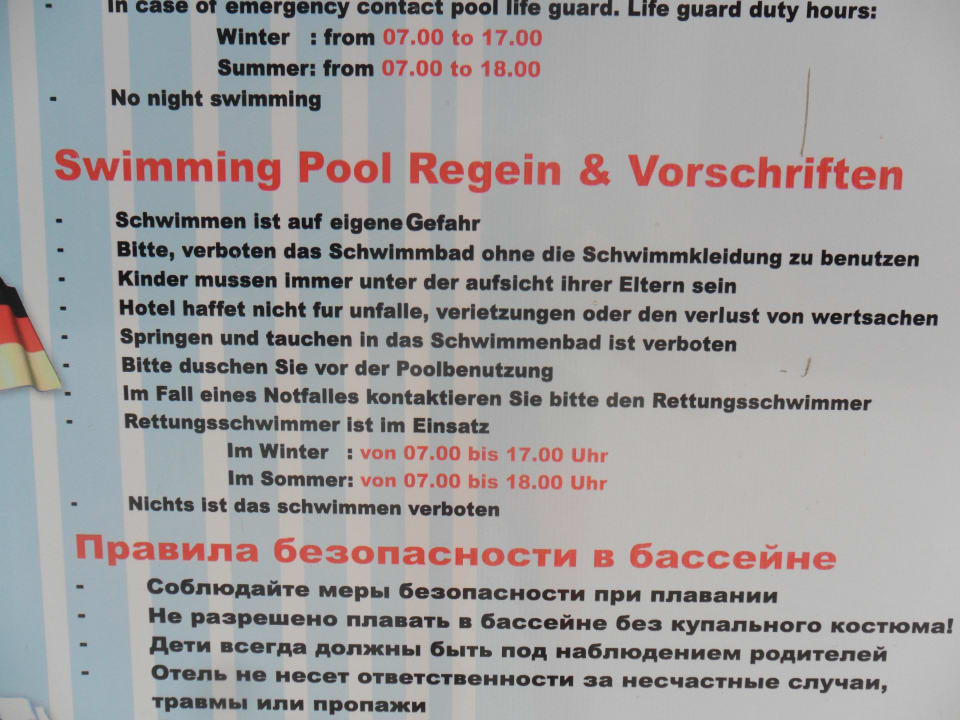 - In case of emergency contact pool life guard. Life guard duty hours:
Winter : from 07.00 to 17.00
Summer: from 07.00 to 18.00
- No night swimming
Swimming Pool Regein & Vorschriften
- Schwimmen ist auf eigene Gefahr
- Bitte, verboten das Schwimmbad ohne die Schwimmkleidung zu benutzen
- Kinder mussen immer unter der aufsicht ihrer Eltern sein
- Hotel haffet nicht fur unfalle, verietzungen oder den verlust von wertsachen
- Springen und tauchen in das Schwimmenbad ist verboten
- Bitte duschen Sie vor der Poolbenutzung
- Im Fall eines Notfalles kontaktieren Sie bitte den Rettungsschwimmer
- Rettungsschwimmer ist im Einsatz
Im Winter : von 07.00 bis 17.00 Uhr
Im Sommer: von 07.00 bis 18.00 Uhr
- Nichts ist das schwimmen verboten
Правила безопасности в бассейне
- Соблюдайте меры безопасности при плавании
- Не разрешено плавать в бассейне без купального костюма!
- Дети всегда должны быть под наблюдением родителей
- Отель не несет ответственности за несчастные случаи,
травмы или пропажи